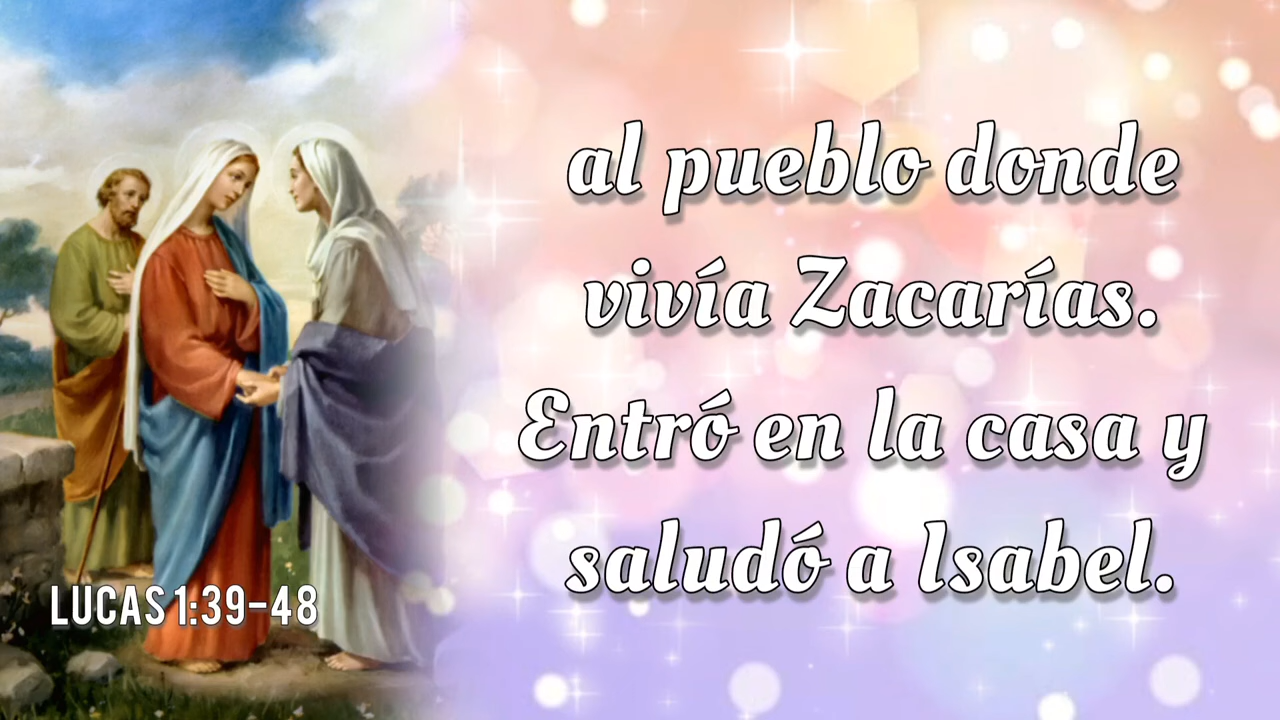 al pueblo donde
vivía Zacarías.
Entró en la casa y
saludó a Isabel.
LUCAS 1:39-48